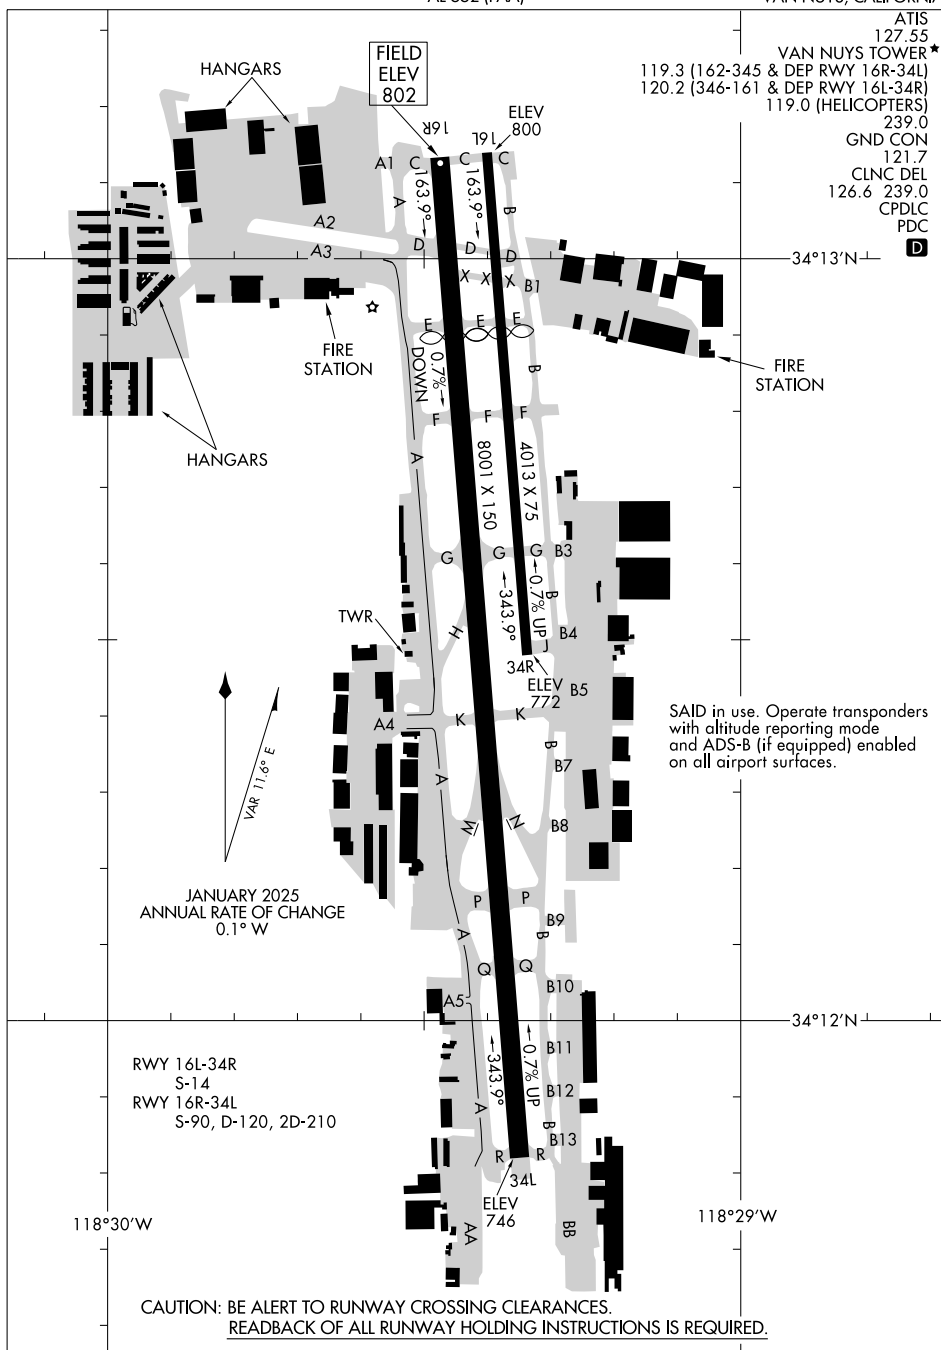 VAN NUYS, CALIFORNIA
ATIS
127.55
VAN NUYS TOWER★
119.3 (162-345 & DEP RWY 16R-34L)
120.2 (346-161 & DEP RWY 16L-34R)
119.0 (HELICOPTERS)
239.0
GND CON
121.7
CLNC DEL
126.6 239.0
CPDLC
PDC
D
FIELD
ELEV
802
HANGARS
16R
16L
ELEV
800
A1
C
C
C
163.9°
163.9°
A
B
A2
A3
D
D
D
34°13'N
X
X
X
B1
E
E
E
FIRE
STATION
FIRE
STATION
0.7%
DOWN
B
F
F
F
HANGARS
A
8001 X 150
4013 X 75
G
G
G
B3
343.9°
0.7% UP
B
H
B4
TWR
34R
ELEV
772
B5
A4
K
K
B
B7
A
SAID in use. Operate transponders
with altitude reporting mode
and ADS-B (if equipped) enabled
on all airport surfaces.
VAR 11.6° E
M
N
B8
JANUARY 2025
ANNUAL RATE OF CHANGE
0.1° W
P
P
B9
A
B
Q
Q
B10
A5
34°12'N
RWY 16L-34R
S-14
RWY 16R-34L
S-90, D-120, 2D-210
343.9°
0.7% UP
B11
B12
A
B
B13
R
R
34L
ELEV
746
AA
BB
118°30'W
118°29'W
CAUTION: BE ALERT TO RUNWAY CROSSING CLEARANCES.
READBACK OF ALL RUNWAY HOLDING INSTRUCTIONS IS REQUIRED.